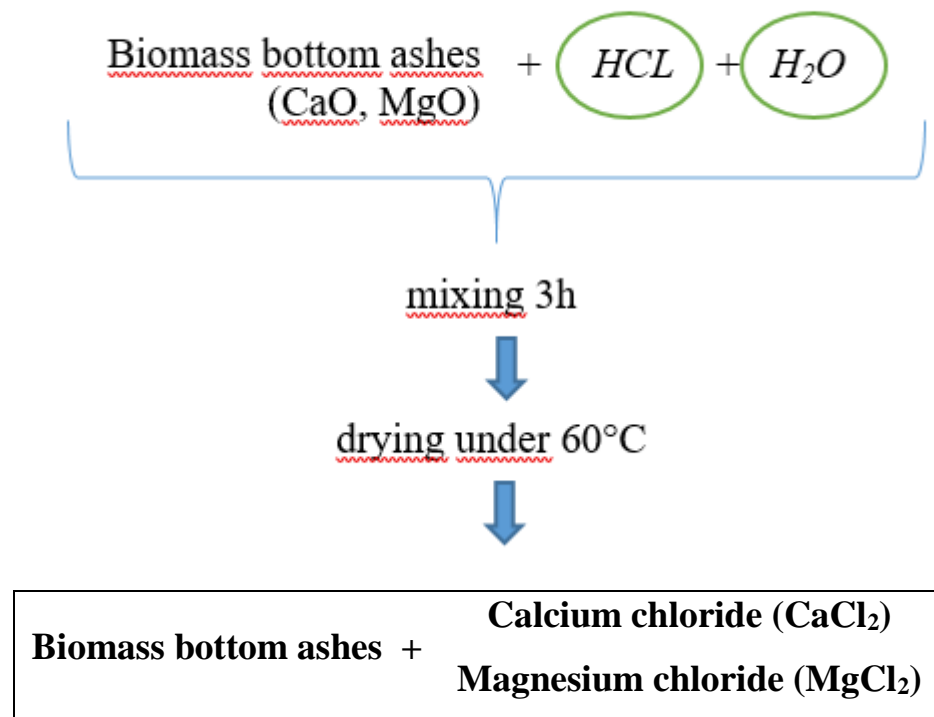 Biomass bottom ashes + HCL + H₂O
(CaO, MgO)
mixing 3h
drying under 60°C
Calcium chloride (CaCl₂)
Biomass bottom ashes +
Magnesium chloride (MgCl₂)